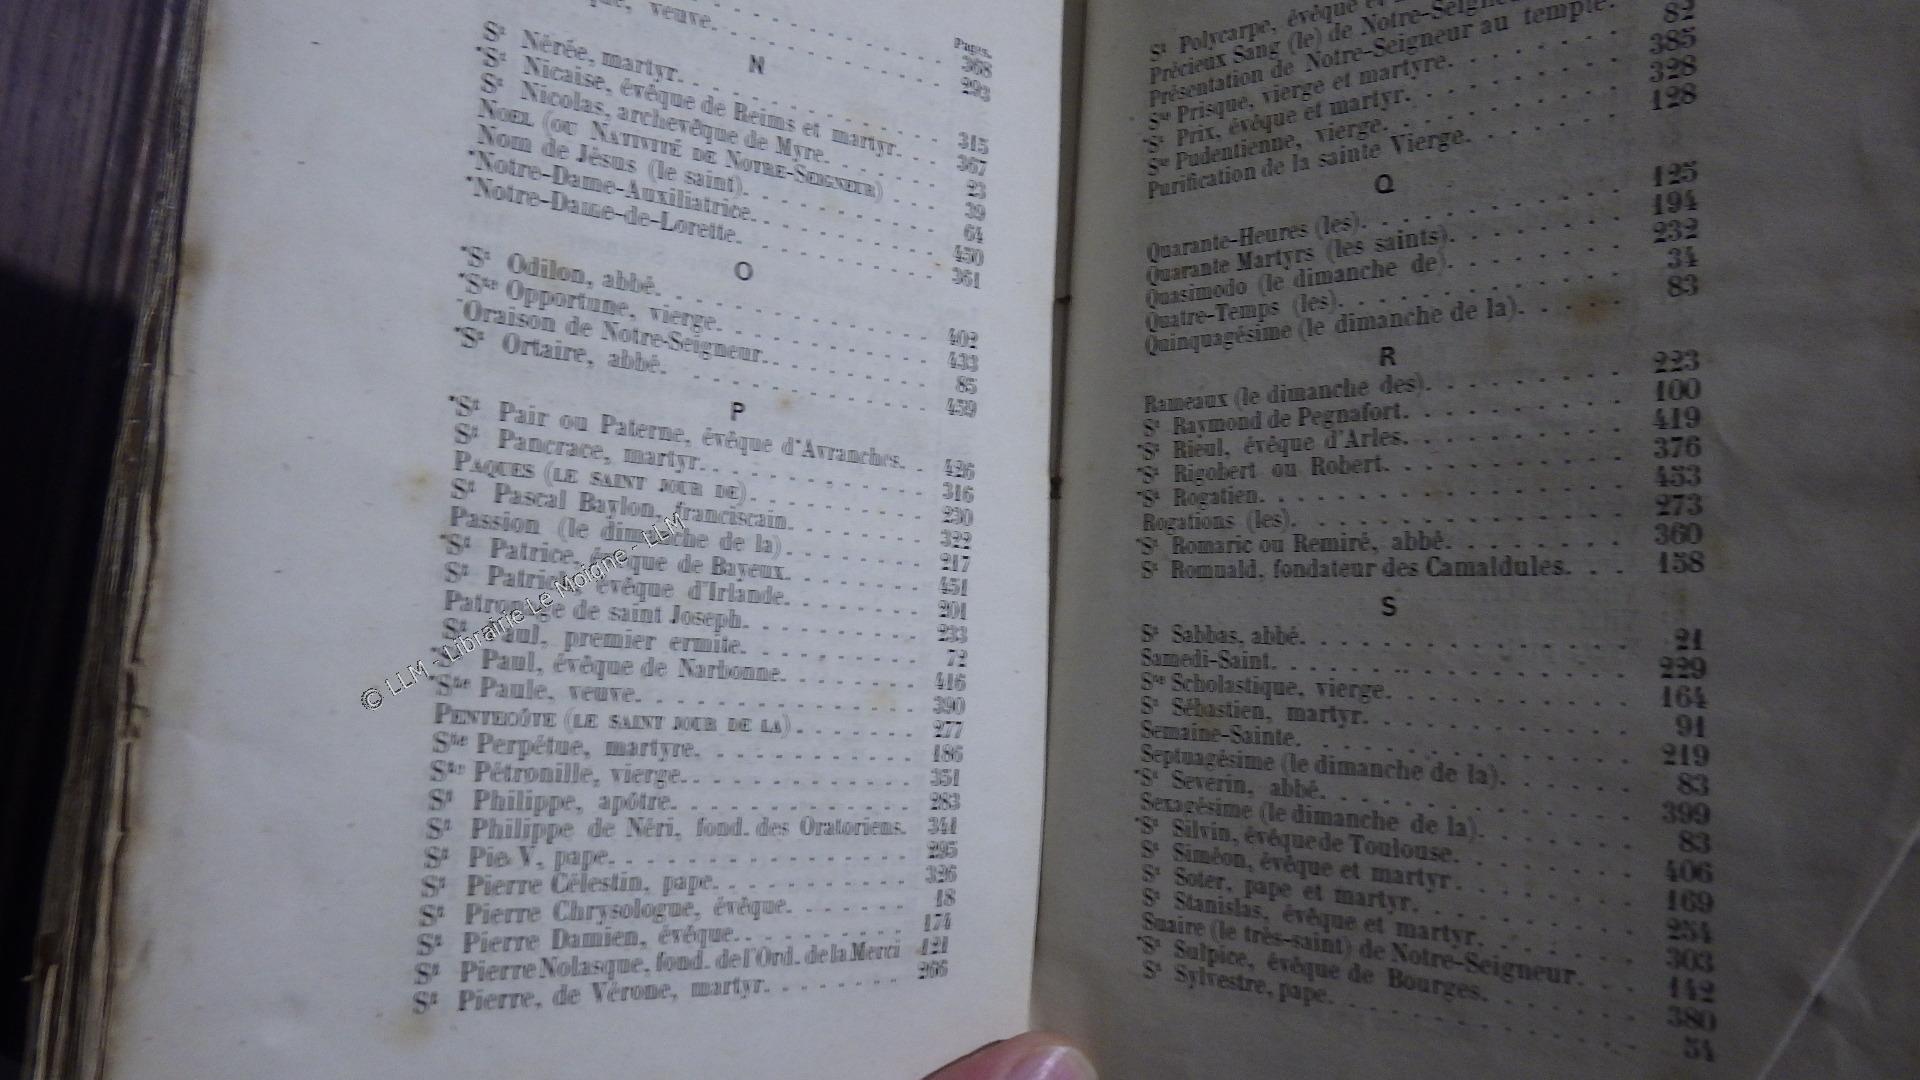 veuve.
Pages.
368
293
N
St Nérée, martyr. 315
*St Nicaise, évêque de Reims et martyr. 367
St Nicolas, archevêque de Myre. 23
NOEL (OU NATIVITÉ DE NOTRE-SEIGNEUR) 39
Nom de Jésus (le saint). 64
*Notre-Dame-Auxiliatrice. 450
*Notre-Dame-de-Lorette. 361
O
*St Odilon, abbé. 402
*Ste Opportune, vierge. 433
Oraison de Notre-Seigneur. 85
*St Ortaire, abbé. 459
P
*St Pair ou Paterne, évêque d'Avranches. 426
St Pancrace, martyr. 316
PAQUES (LE SAINT JOUR DE). 230
St Pascal Baylon, franciscain. 322
Passion (le dimanche de la). 217
*St Patrice, évêque de Bayeux. 451
St Patrick, évêque d'Irlande. 201
Patronage de saint Joseph. 233
St Paul, premier ermite. 72
*St Paul, évêque de Narbonne. 416
*Ste Paule, veuve. 390
PENTECÔTE (LE SAINT JOUR DE LA). 277
Ste Perpétue, martyre. 186
Ste Pétronille, vierge. 351
St Philippe, apôtre. 283
St Philippe de Néri, fond. des Oratoriens. 341
St Pie V, pape. 295
St Pierre Célestin, pape. 326
St Pierre Chrysologue, évêque. 18
St Pierre Damien, évêque. 174
St Pierre Nolasque, fond. de l'Ord. de la Merci 121
St Pierre, de Vérone, martyr. 266
© LLM - Librairie Le Moigne - LLM
St Polycarpe, évêque et
Précieux Sang (le) de Notre-Seigneur
Présentation de Notre-Seigneur au temple.
Ste Prisque, vierge et martyre. 82
*St Prix, évêque et martyr. 385
Ste Pudentienne, vierge. 328
Purification de la sainte Vierge. 128
Q
Quarante-Heures (les). 125
Quarante Martyrs (les saints). 194
Quasimodo (le dimanche de). 232
Quatre-Temps (les). 34
Quinquagésime (le dimanche de la). 83
R
Rameaux (le dimanche des). 223
St Raymond de Pegnafort. 100
*St Rieul, évêque d'Arles. 419
*St Rigobert ou Robert. 376
*St Rogatien. 453
Rogations (les). 273
*St Romaric ou Remiré, abbé. 360
St Romuald, fondateur des Camaldules. 158
S
St Sabbas, abbé. 21
Samedi-Saint. 229
Ste Scholastique, vierge. 164
St Sébastien, martyr. 91
Semaine-Sainte. 219
Septuagésime (le dimanche de la). 83
*St Severin, abbé. 399
Sexagésime (le dimanche de la). 83
*St Silvin, évêque de Toulouse. 406
St Siméon, évêque et martyr. 169
St Soter, pape et martyr. 254
St Stanislas, évêque et martyr. 303
Suaire (le très-saint) de Notre-Seigneur. 142
*St Sulpice, évêque de Bourges. 380
St Sylvestre, pape. 54